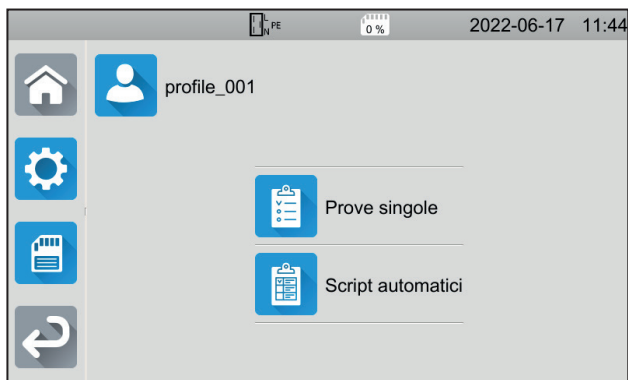 L
N PE
0 %
2022-06-17 11:44
profile_001
Prove singole
Script automatici